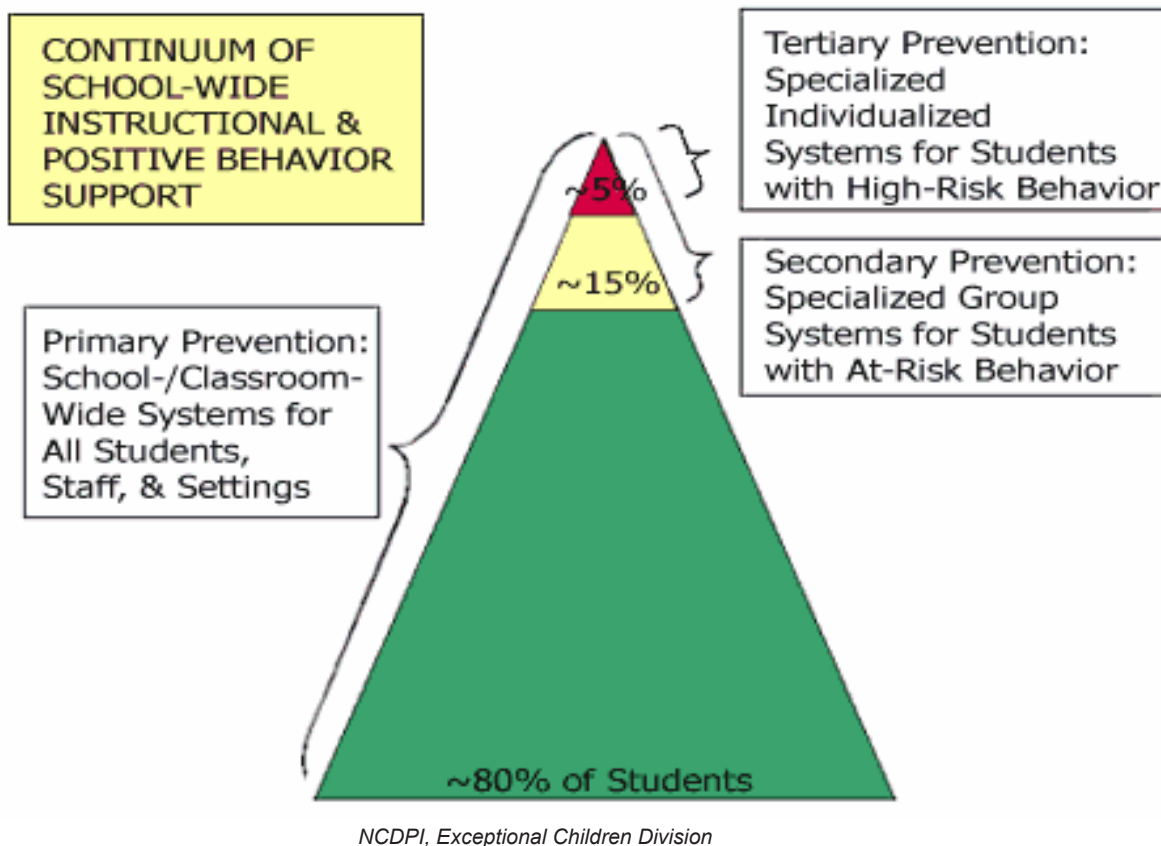 CONTINUUM OF
SCHOOL-WIDE
INSTRUCTIONAL &
POSITIVE BEHAVIOR
SUPPORT
Tertiary Prevention:
Specialized
Individualized
Systems for Students
with High-Risk Behavior
~5%
Secondary Prevention:
Specialized Group
Systems for Students
with At-Risk Behavior
~15%
Primary Prevention:
School-/Classroom-
Wide Systems for
All Students,
Staff, & Settings
~80% of Students
NCDPI, Exceptional Children Division